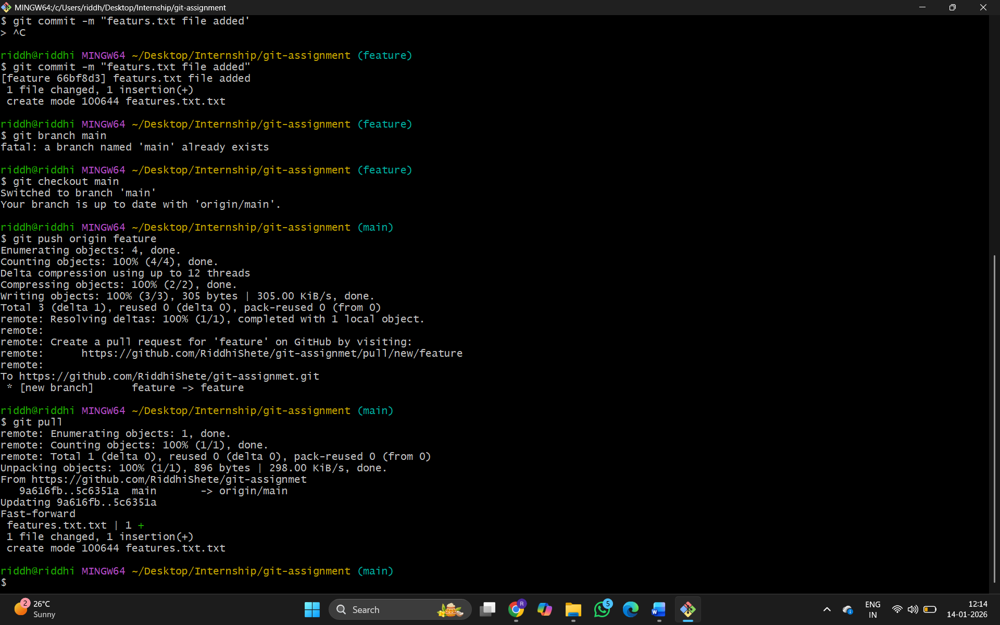 MINGW64:/c/Users/riddh/Desktop/Internship/git-assignment
$ git commit -m "featurs.txt file added'
> ^C
riddh@riddhi MINGW64 ~/Desktop/Internship/git-assignment (feature)
$ git commit -m "featurs.txt file added"
[feature 66bf8d3] featurs.txt file added
1 file changed, 1 insertion(+)
create mode 100644 features.txt.txt
riddh@riddhi MINGW64 ~/Desktop/Internship/git-assignment (feature)
$ git branch main
fatal: a branch named 'main' already exists
riddh@riddhi MINGW64 ~/Desktop/Internship/git-assignment (feature)
$ git checkout main
Switched to branch 'main'
Your branch is up to date with 'origin/main'.
riddh@riddhi MINGW64 ~/Desktop/Internship/git-assignment (main)
$ git push origin feature
Enumerating objects: 4, done.
Counting objects: 100% (4/4), done.
Delta compression using up to 12 threads
Compressing objects: 100% (2/2), done.
Writing objects: 100% (3/3), 305 bytes | 305.00 KiB/s, done.
Total 3 (delta 1), reused 0 (delta 0), pack-reused 0 (from 0)
remote: Resolving deltas: 100% (1/1), completed with 1 local object.
remote:
remote: Create a pull request for 'feature' on GitHub by visiting:
remote:      https://github.com/RiddhiShete/git-assignmet/pull/new/feature
remote:
To https://github.com/RiddhiShete/git-assignmet.git
* [new branch]      feature -> feature
riddh@riddhi MINGW64 ~/Desktop/Internship/git-assignment (main)
$ git pull
remote: Enumerating objects: 1, done.
remote: Counting objects: 100% (1/1), done.
remote: Total 1 (delta 0), reused 0 (delta 0), pack-reused 0 (from 0)
Unpacking objects: 100% (1/1), 896 bytes | 298.00 KiB/s, done.
From https://github.com/RiddhiShete/git-assignmet
9a616fb..5c6351a  main       -> origin/main
Updating 9a616fb..5c6351a
Fast-forward
features.txt.txt | 1 +
1 file changed, 1 insertion(+)
create mode 100644 features.txt.txt
riddh@riddhi MINGW64 ~/Desktop/Internship/git-assignment (main)
$
2
26°C
Sunny
Search
R
5
W
ENG
IN
12:14
14-01-2026